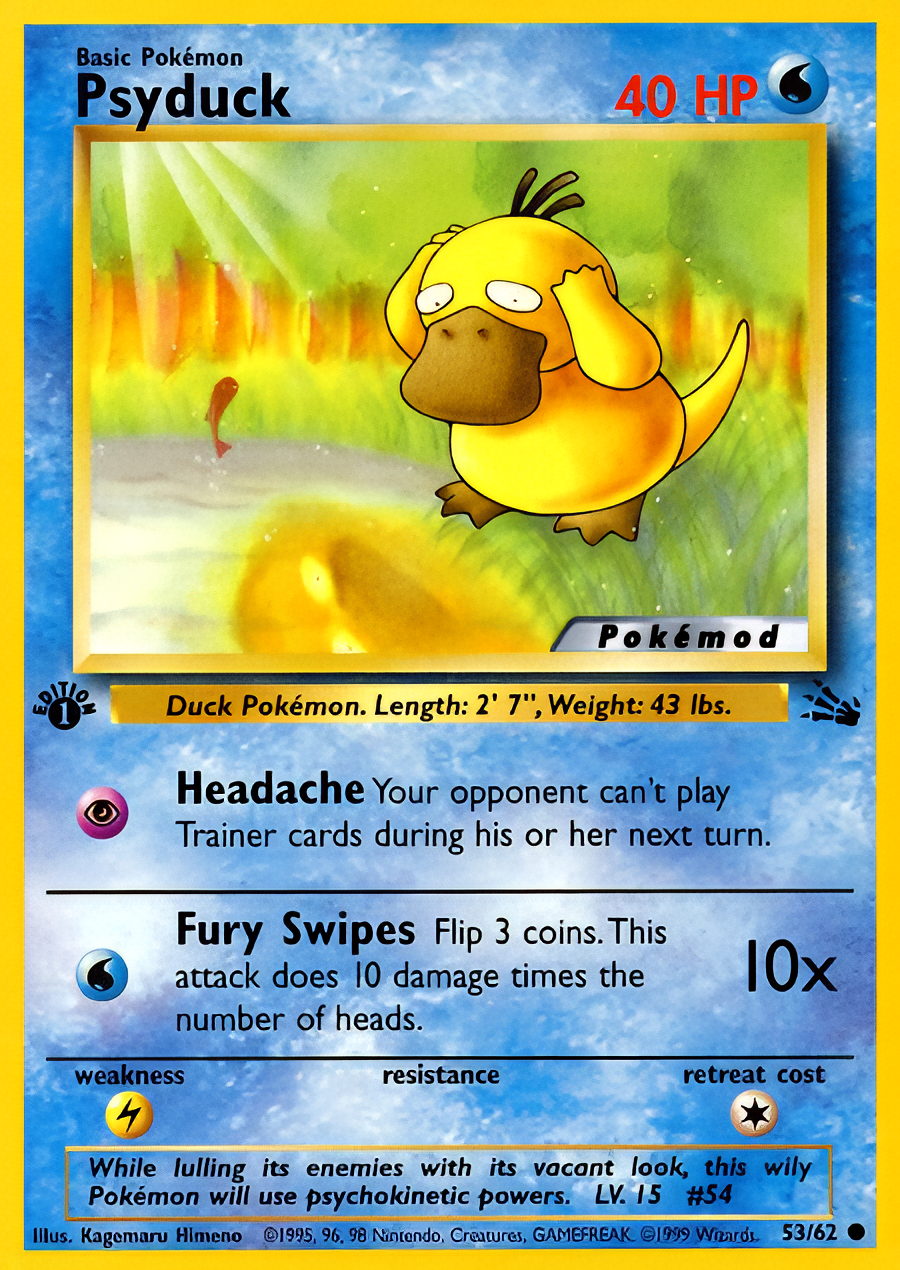 Basic Pokémon
Psyduck
40 HP
Pokémod
EDITION
1
Duck Pokémon. Length: 2' 7", Weight: 43 lbs.
Headache Your opponent can't play
Trainer cards during his or her next turn.
Fury Swipes Flip 3 coins. This
attack does 10 damage times the
number of heads.
10x
weakness resistance retreat cost
While lulling its enemies with its vacant look, this wily
Pokémon will use psychokinetic powers. LV. 15 #54
Illus. Kagemaru Himeno ©1995, 96, 98 Nintendo, Creatures, GAMEFREAK. ©1999 Wizards. 53/62